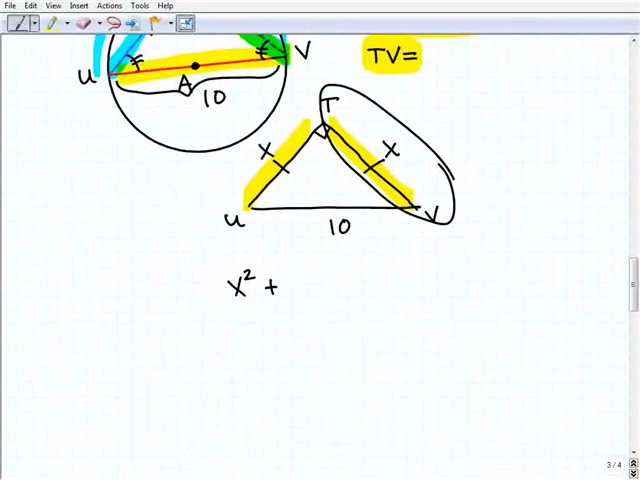 File Edit View Insert Actions Tools Help
TV=
U
V
A
10
T
x
x
U
V
10
x² +
3/4